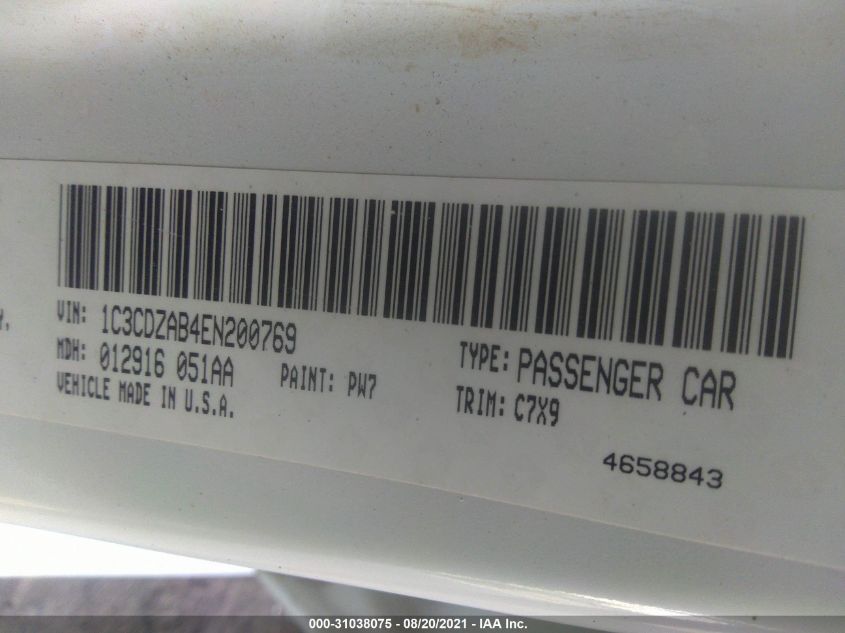 VIN: 1C3CDZAB4EN200769
MDH: 012916 051AA
PAINT: PW7
VEHICLE MADE IN U.S.A.
TYPE: PASSENGER CAR
TRIM: C7X9
4658843
000-31038075 - 08/20/2021 - IAA Inc.